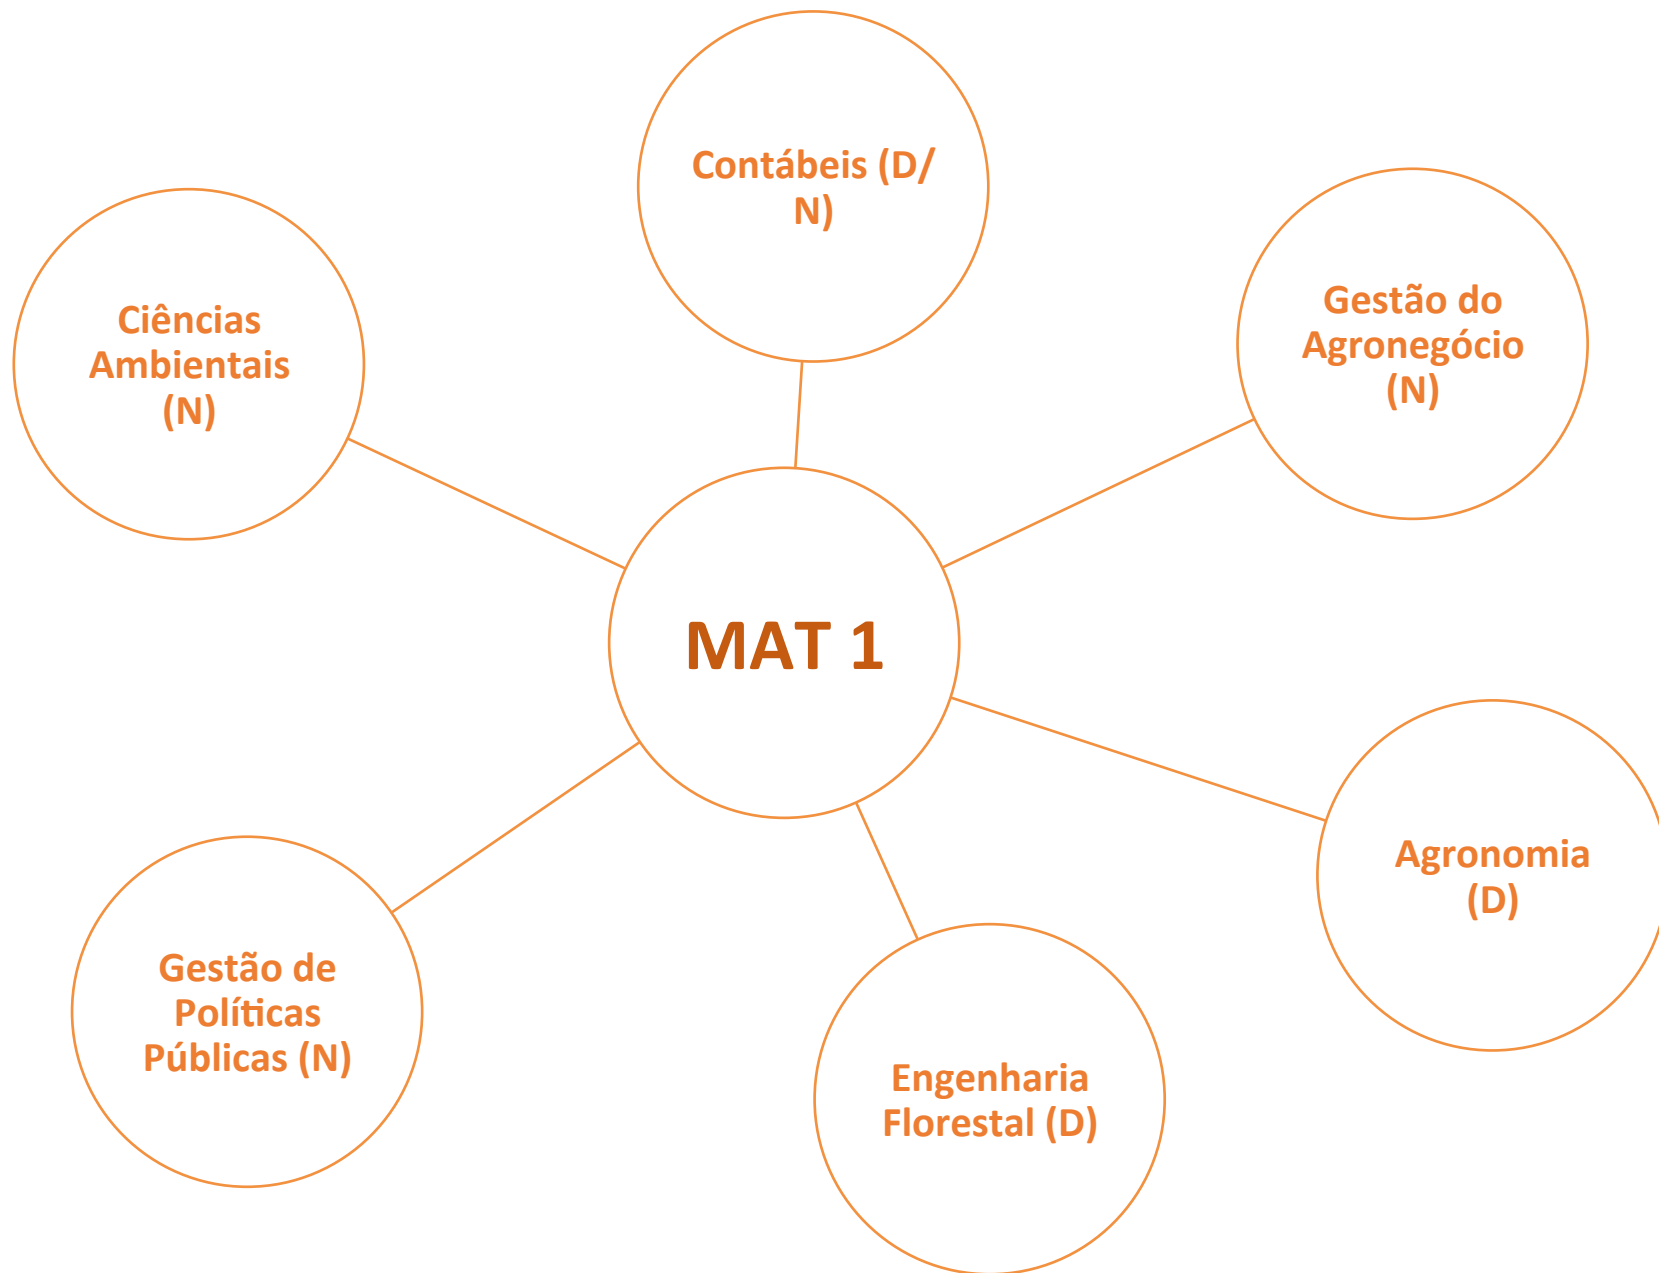 Contábeis (D/
N)
Gestão do
Agronegócio
(N)
Ciências
Ambientais
(N)
MAT 1
Agronomia
(D)
Gestão de
Políticas
Públicas (N)
Engenharia
Florestal (D)